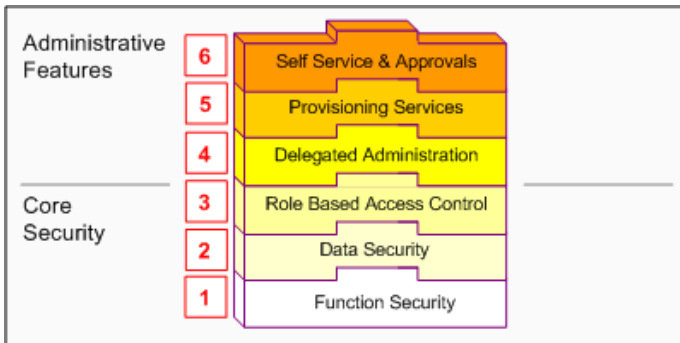 Administrative
Features
6
Self Service & Approvals
5
Provisioning Services
4
Delegated Administration
Core
Security
3
Role Based Access Control
2
Data Security
1
Function Security